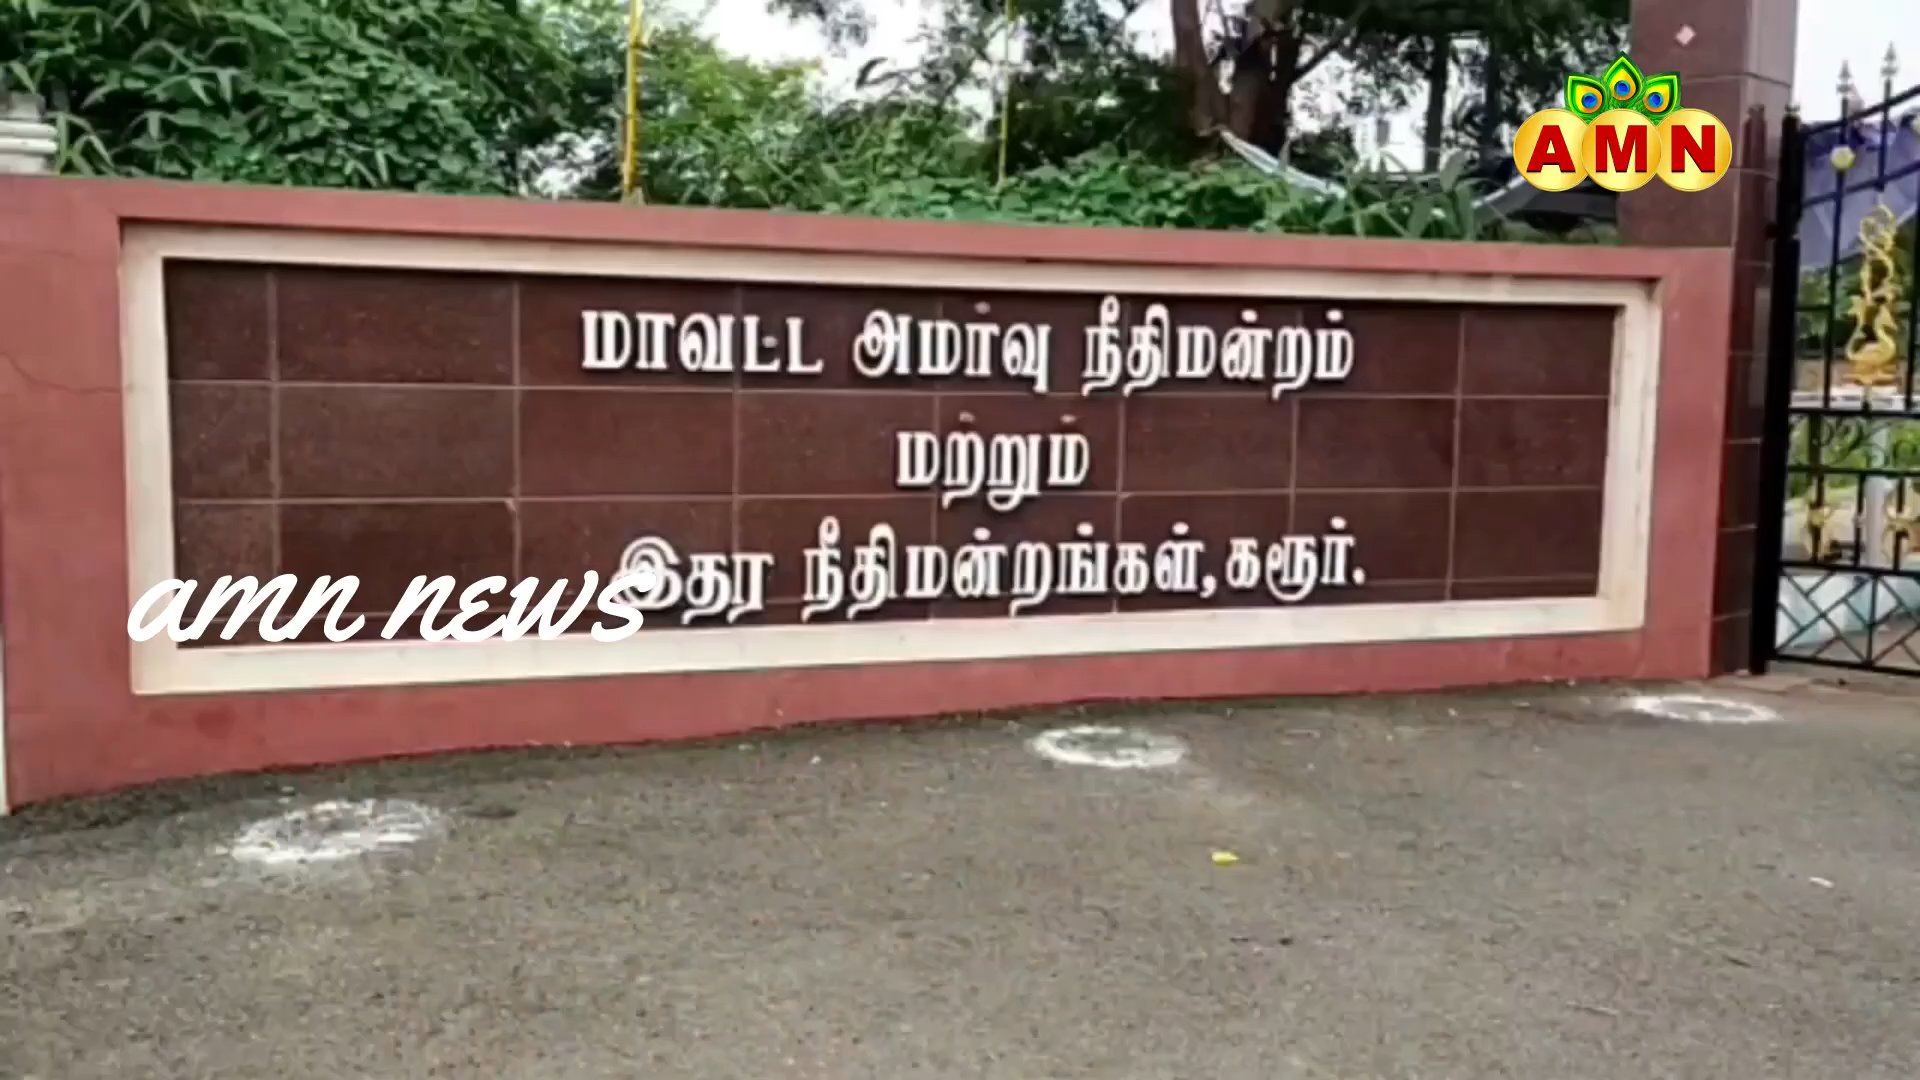 AMN
மாவட்ட அமர்வு நீதிமன்றம்
மற்றும்
இதர நீதிமன்றங்கள், கரூர்.
amn news